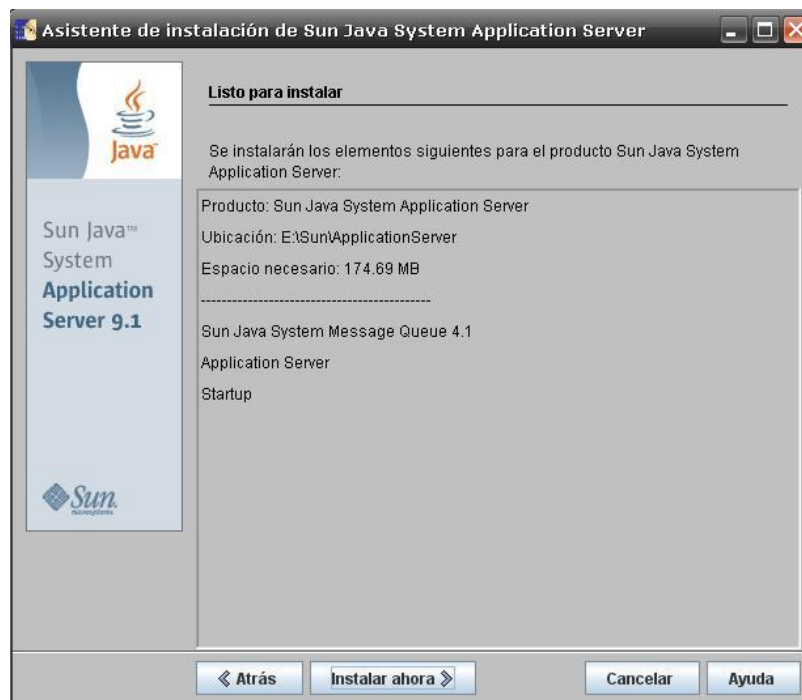 Asistente de instalación de Sun Java System Application Server
Java
Sun Java™
System
Application
Server 9.1
Sun
microsystems
Listo para instalar
Se instalarán los elementos siguientes para el producto Sun Java System
Application Server:
Producto: Sun Java System Application Server
Ubicación: E:\Sun\ApplicationServer
Espacio necesario: 174.69 MB
--------------------------------------------
Sun Java System Message Queue 4.1
Application Server
Startup
Atrás
Instalar ahora
Cancelar
Ayuda